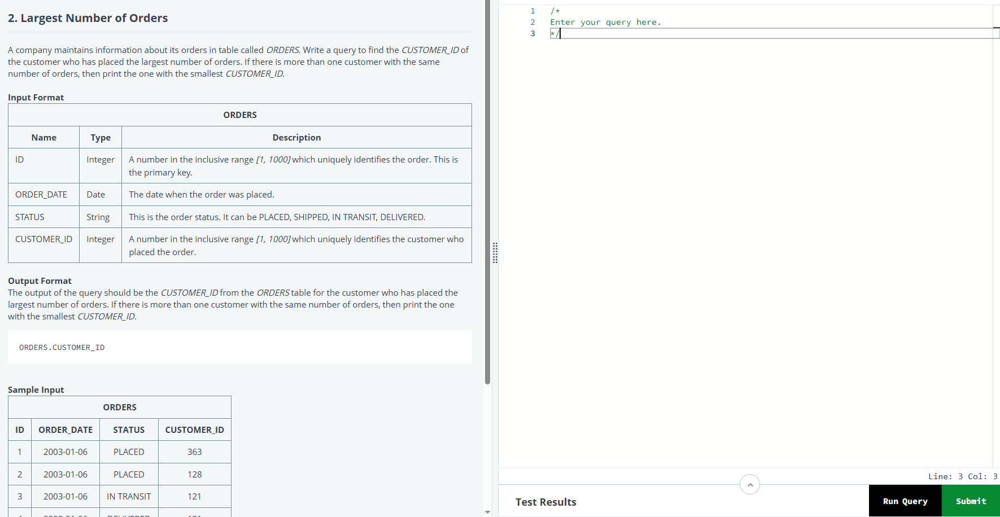 2. Largest Number of Orders
A company maintains information about its orders in table called ORDERS. Write a query to find the CUSTOMER_ID of
the customer who has placed the largest number of orders. If there is more than one customer with the same
number of orders, then print the one with the smallest CUSTOMER_ID.
Input Format
ORDERS
Name Type Description
ID Integer A number in the inclusive range [1, 1000] which uniquely identifies the order. This is
the primary key.
ORDER_DATE Date The date when the order was placed.
STATUS String This is the order status. It can be PLACED, SHIPPED, IN TRANSIT, DELIVERED.
CUSTOMER_ID Integer A number in the inclusive range [1, 1000] which uniquely identifies the customer who
placed the order.
Output Format
The output of the query should be the CUSTOMER_ID from the ORDERS table for the customer who has placed the
largest number of orders. If there is more than one customer with the same number of orders, then print the one
with the smallest CUSTOMER_ID.
ORDERS.CUSTOMER_ID
Sample Input
ORDERS
ID ORDER_DATE STATUS CUSTOMER_ID
1 2003-01-06 PLACED 363
2 2003-01-06 PLACED 128
3 2003-01-06 IN TRANSIT 121
1 /*
2 Enter your query here.
3 */
Line: 3 Col: 3
Test Results
Run Query
Submit